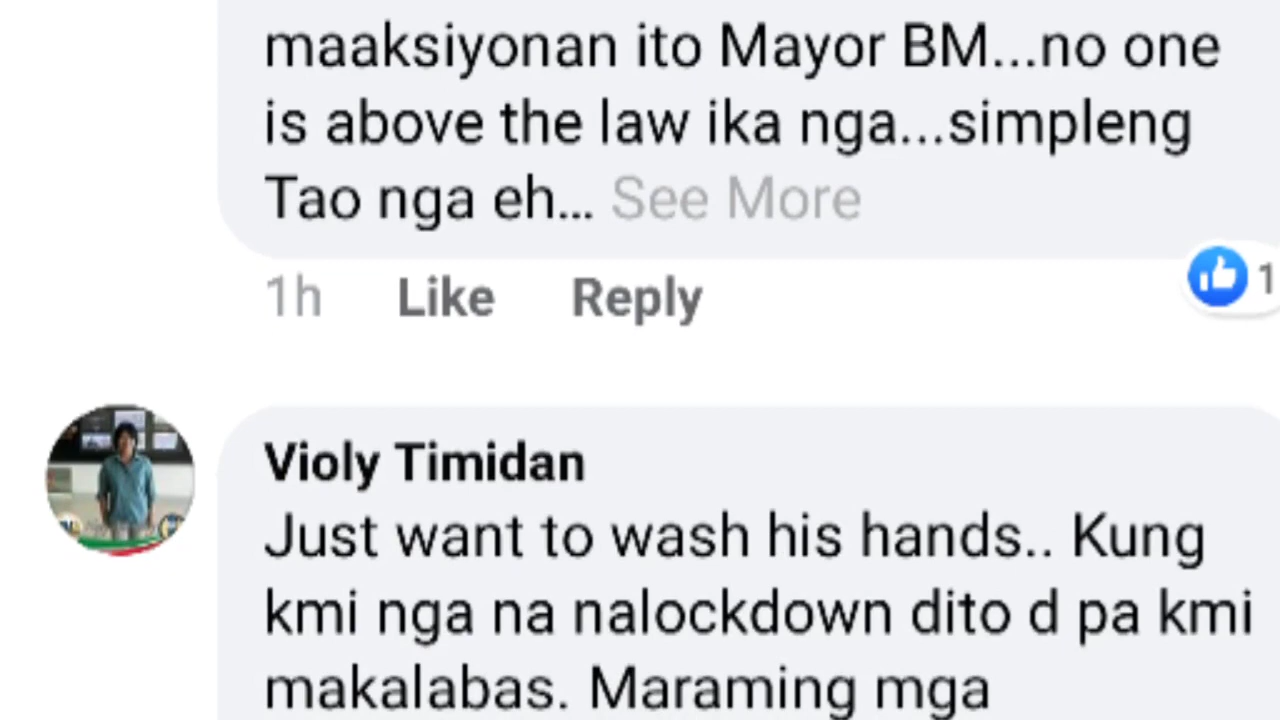 maaksiyonan ito Mayor BM...no one
is above the law ika nga...simpleng
Tao nga eh... See More
1h Like Reply 1
Violy Timidan
Just want to wash his hands.. Kung
kmi nga na nalockdown dito d pa kmi
makalabas. Maraming mga